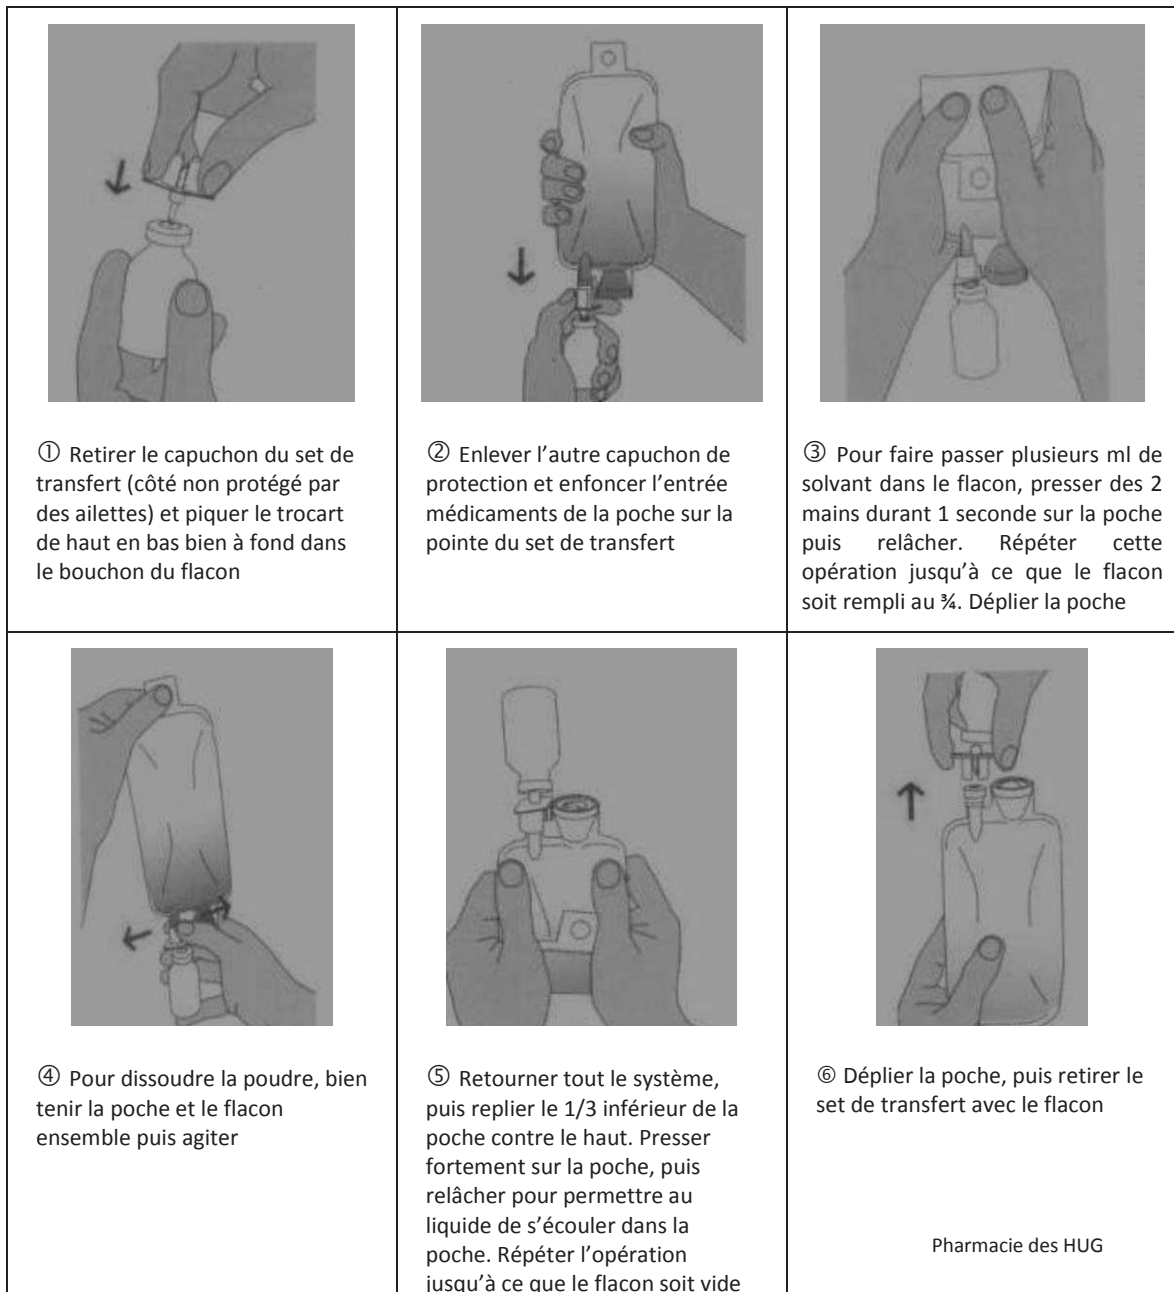 ① Retirer le capuchon du set de
transfert (côté non protégé par
des ailettes) et piquer le trocart
de haut en bas bien à fond dans
le bouchon du flacon
② Enlever l’autre capuchon de
protection et enfoncer l’entrée
médicaments de la poche sur la
pointe du set de transfert
③ Pour faire passer plusieurs ml de
solvant dans le flacon, presser des 2
mains durant 1 seconde sur la poche
puis relâcher. Répéter cette
opération jusqu’à ce que le flacon
soit rempli au ¾. Déplier la poche
④ Pour dissoudre la poudre, bien
tenir la poche et le flacon
ensemble puis agiter
⑤ Retourner tout le système,
puis replier le 1/3 inférieur de la
poche contre le haut. Presser
fortement sur la poche, puis
relâcher pour permettre au
liquide de s’écouler dans la
poche. Répéter l’opération
jusqu’à ce que le flacon soit vide
⑥ Déplier la poche, puis retirer le
set de transfert avec le flacon
Pharmacie des HUG